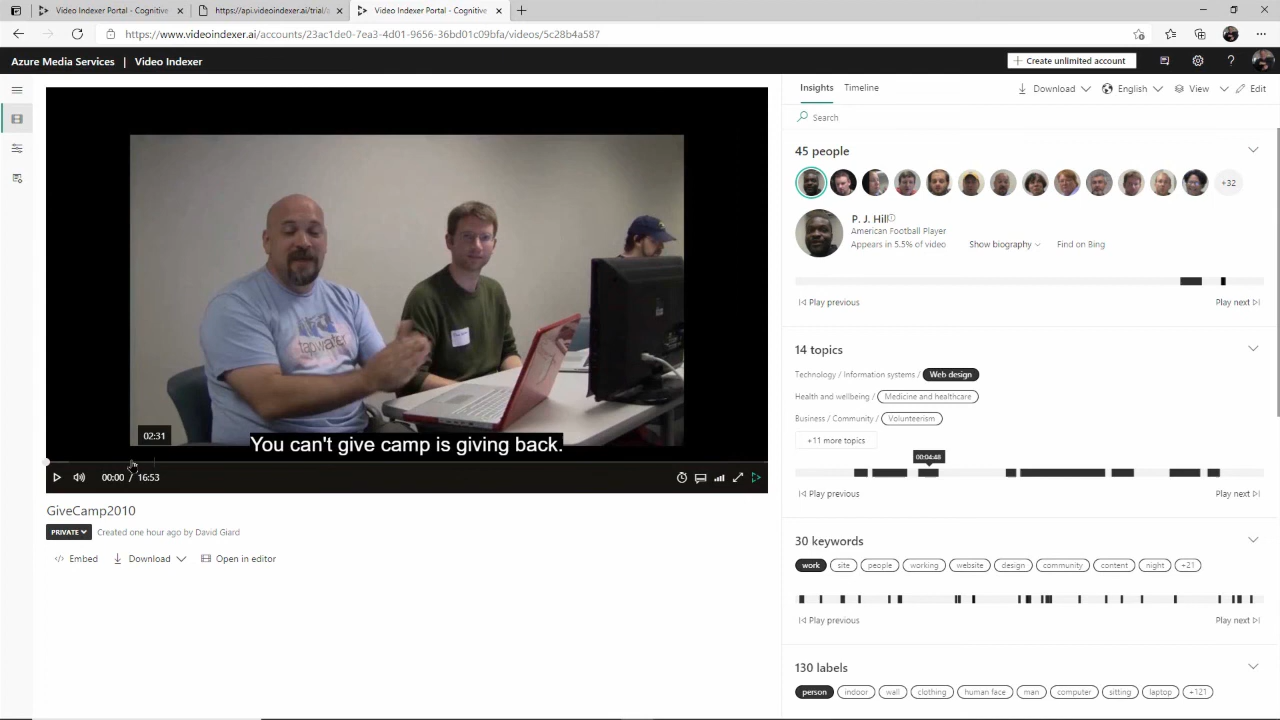 Video Indexer Portal - Cognitive
https://api.videoindexer.ai/trial/
Video Indexer Portal - Cognitive
https://www.videoindexer.ai/accounts/23ac1de0-7ea3-4d01-9656-36bd01c09bfa/videos/5c28b4a587
Azure Media Services | Video Indexer
+ Create unlimited account
?
Insights Timeline
Download English View Edit
Search
45 people
+32
P. J. Hill
American Football Player
Appears in 5.5% of video Show biography Find on Bing
Play previous Play next
14 topics
Technology / Information systems / Web design
Health and wellbeing / Medicine and healthcare
Business / Community / Volunteerism
+11 more topics
00:04:48
Play previous Play next
30 keywords
work site people working website design community content night +21
Play previous Play next
130 labels
person indoor wall clothing human face man computer sitting laptop +121
tapwater
02:31
You can't give camp is giving back.
00:00 / 16:53
GiveCamp2010
PRIVATE Created one hour ago by David Giard
</> Embed Download Open in editor